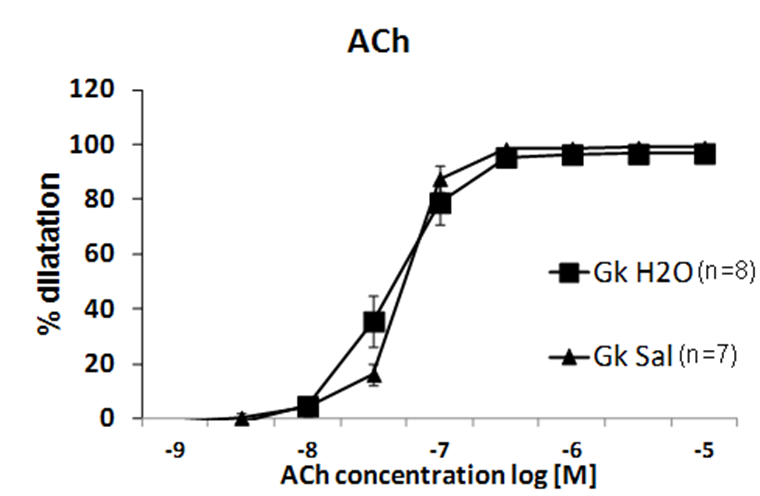 ACh
120
100
80
60
40
20
0
% dilatation
Gk H2O (n=8)
Gk Sal (n=7)
-9 -8 -7 -6 -5
ACh concentration log [M]